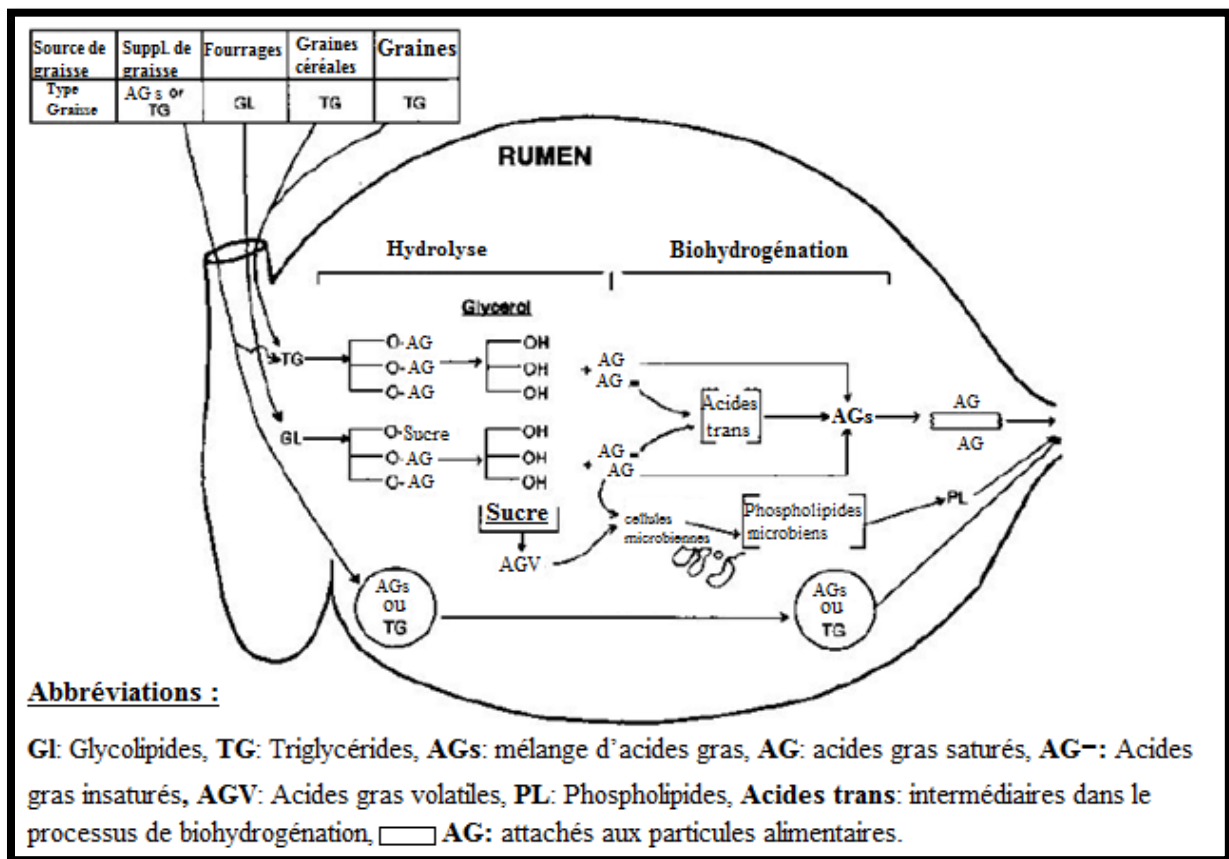 Source de graisse Suppl. de graisse Fourrages Graines céréales Graines
Type Graisse AGs or TG GL TG TG
RUMEN
Hydrolyse Biohydrogénation
Glycerol
TG O-AG O-AG O-AG OH OH OH + AG AG=
Acides trans AGs AG AG
GL O-Sucre O-AG O-AG OH OH OH + AG= AG
Sucre
AGV
cellules microbiennes
Phospholipides microbiens
PL
AGs ou TG
AGs ou TG
Abbréviations :
Gl: Glycolipides, TG: Triglycérides, AGs: mélange d’acides gras, AG: acides gras saturés, AG=: Acides
gras insaturés, AGV: Acides gras volatiles, PL: Phospholipides, Acides trans: intermédiaires dans le
processus de biohydrogénation, AG: attachés aux particules alimentaires.